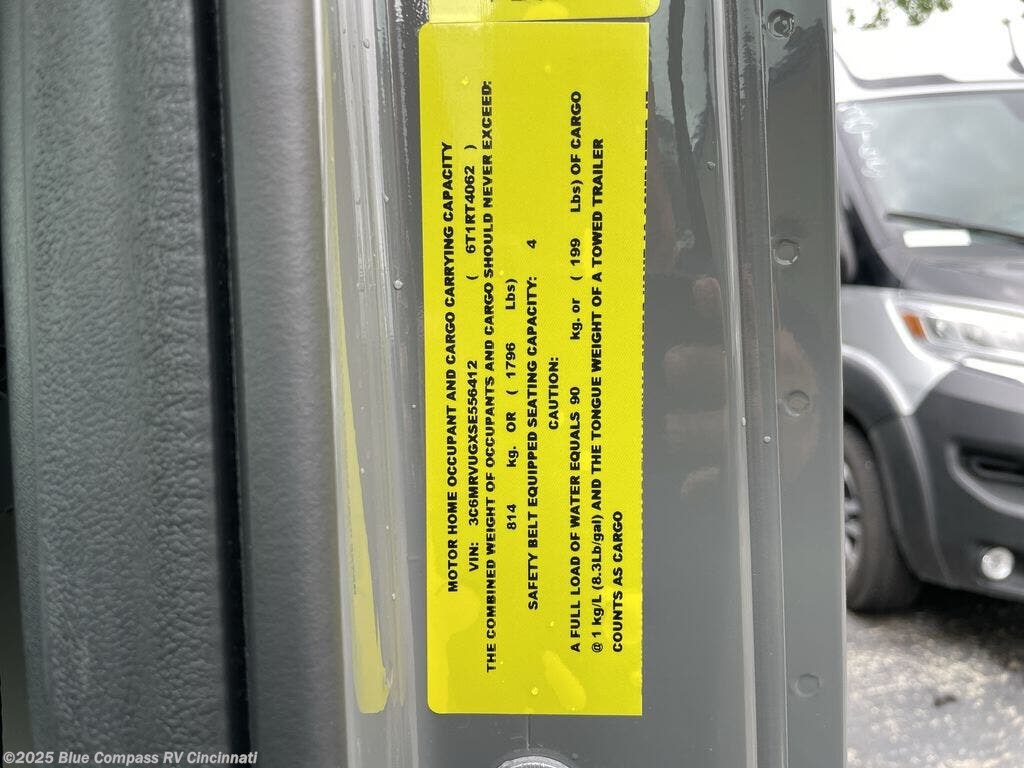 MOTOR HOME OCCUPANT AND CARGO CARRYING CAPACITY
VIN: 3C6MRVUGXSE556412 ( 6T1RT4062 )
THE COMBINED WEIGHT OF OCCUPANTS AND CARGO SHOULD NEVER EXCEED:
814 kg. OR ( 1796 Lbs)
SAFETY BELT EQUIPPED SEATING CAPACITY: 4
CAUTION:
A FULL LOAD OF WATER EQUALS 90 kg. or ( 199 Lbs) OF CARGO
@ 1 kg/L (8.3Lb/gal) AND THE TONGUE WEIGHT OF A TOWED TRAILER
COUNTS AS CARGO
©2025 Blue Compass RV Cincinnati